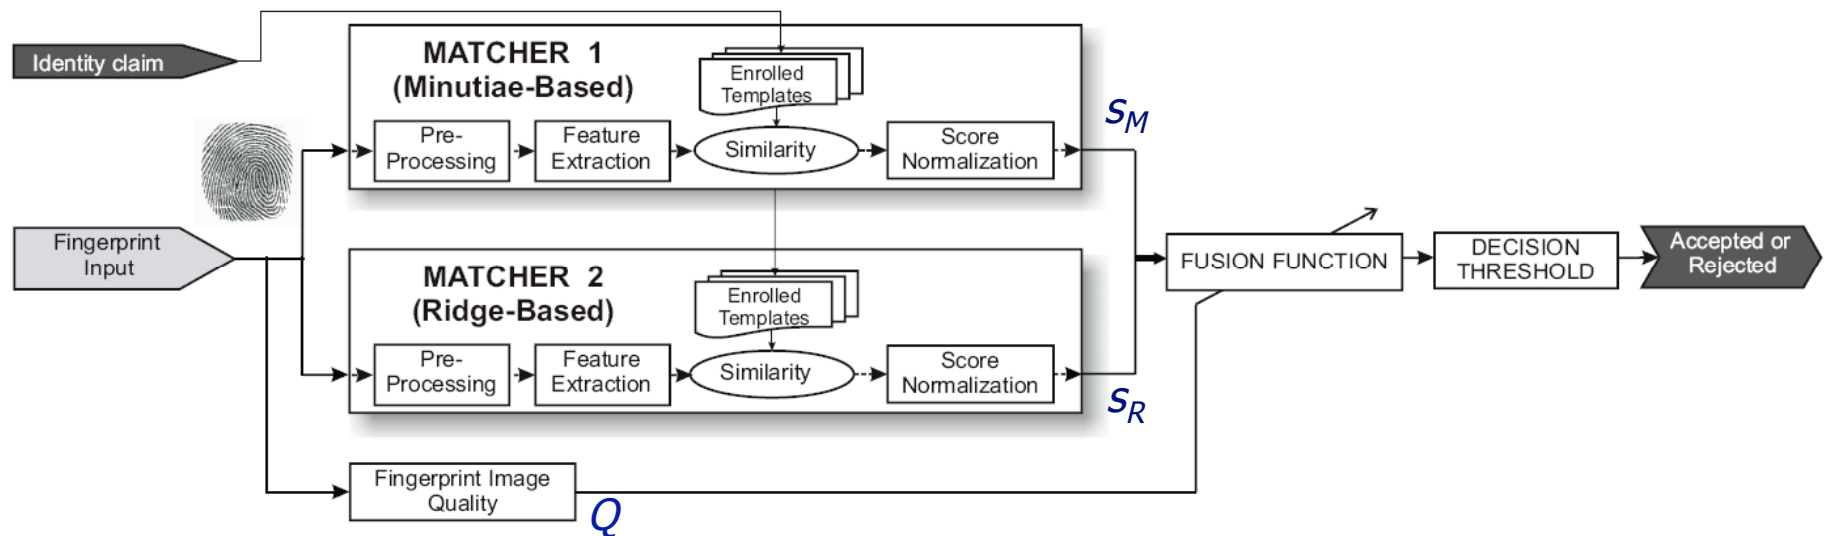 Identity claim
MATCHER 1
(Minutiae-Based)
Enrolled
Templates
Pre-
Processing
Feature
Extraction
Similarity
Score
Normalization
SM
Fingerprint
Input
MATCHER 2
(Ridge-Based)
Enrolled
Templates
Pre-
Processing
Feature
Extraction
Similarity
Score
Normalization
SR
Fingerprint Image
Quality
Q
FUSION FUNCTION
DECISION
THRESHOLD
Accepted or
Rejected